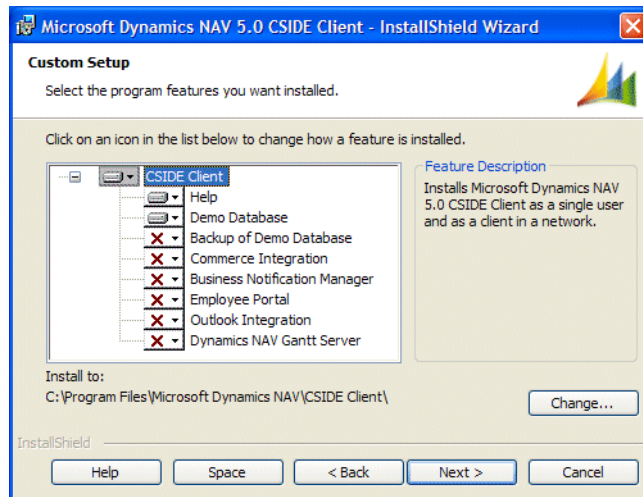 Microsoft Dynamics NAV 5.0 CSIDE Client - InstallShield Wizard
Custom Setup
Select the program features you want installed.
Click on an icon in the list below to change how a feature is installed.
CSIDE Client
Help
Demo Database
Backup of Demo Database
Commerce Integration
Business Notification Manager
Employee Portal
Outlook Integration
Dynamics NAV Gantt Server
Feature Description
Installs Microsoft Dynamics NAV
5.0 CSIDE Client as a single user
and as a client in a network.
Install to:
C:\Program Files\Microsoft Dynamics NAV\CSIDE Client\
Change...
InstallShield
Help Space < Back Next > Cancel